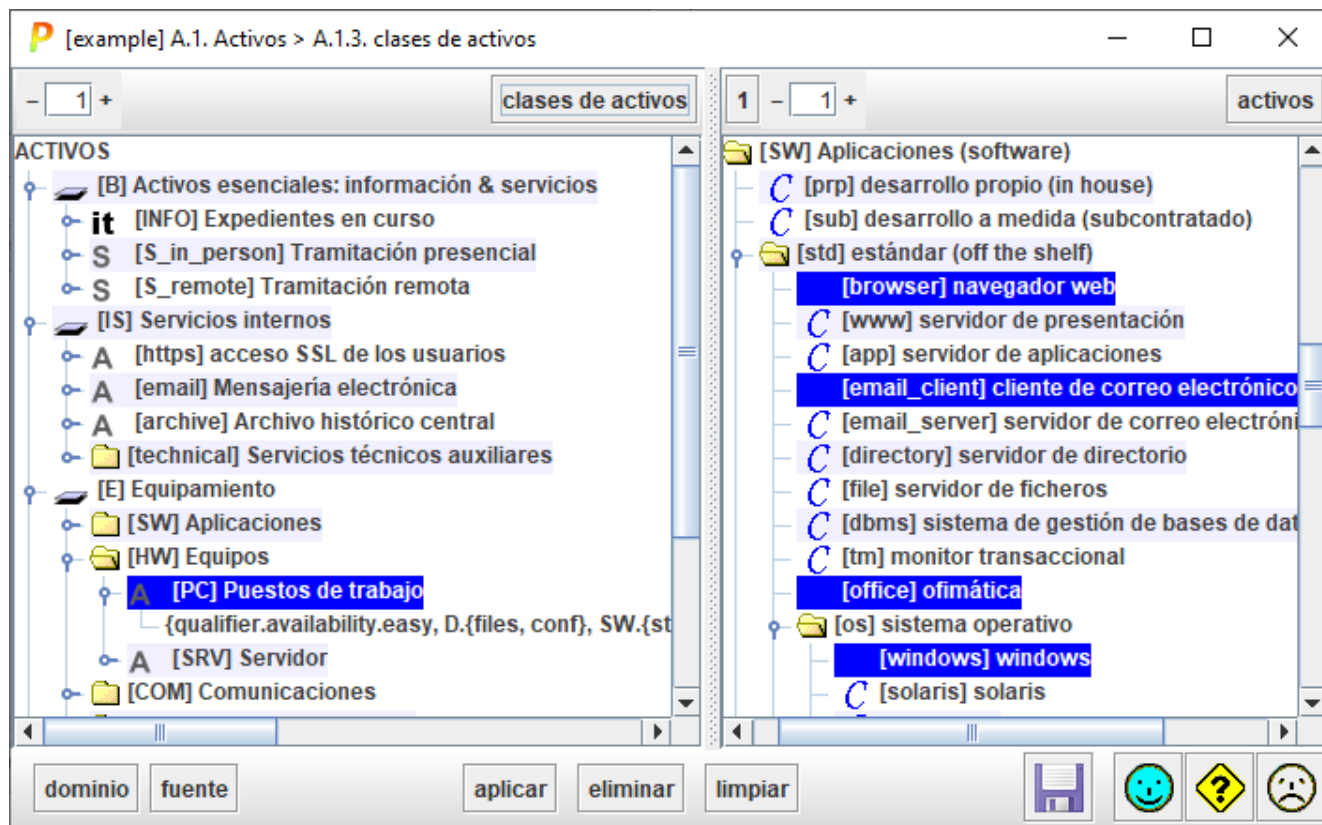 [example] A.1. Activos > A.1.3. clases de activos
− 1 + clases de activos
1 − 1 + activos
ACTIVOS
[B] Activos esenciales: información & servicios
it [INFO] Expedientes en curso
S [S_in_person] Tramitación presencial
S [S_remote] Tramitación remota
[IS] Servicios internos
A [https] acceso SSL de los usuarios
A [email] Mensajería electrónica
A [archive] Archivo histórico central
[technical] Servicios técnicos auxiliares
[E] Equipamiento
[SW] Aplicaciones
[HW] Equipos
A [PC] Puestos de trabajo
{qualifier.availability.easy, D.{files, conf}, SW.{st
A [SRV] Servidor
[COM] Comunicaciones
[SW] Aplicaciones (software)
C [prp] desarrollo propio (in house)
C [sub] desarrollo a medida (subcontratado)
[std] estándar (off the shelf)
[browser] navegador web
C [www] servidor de presentación
C [app] servidor de aplicaciones
[email_client] cliente de correo electrónico
C [email_server] servidor de correo electróni
C [directory] servidor de directorio
C [file] servidor de ficheros
C [dbms] sistema de gestión de bases de dat
C [tm] monitor transaccional
[office] ofimática
[os] sistema operativo
[windows] windows
C [solaris] solaris
dominio fuente aplicar eliminar limpiar ?